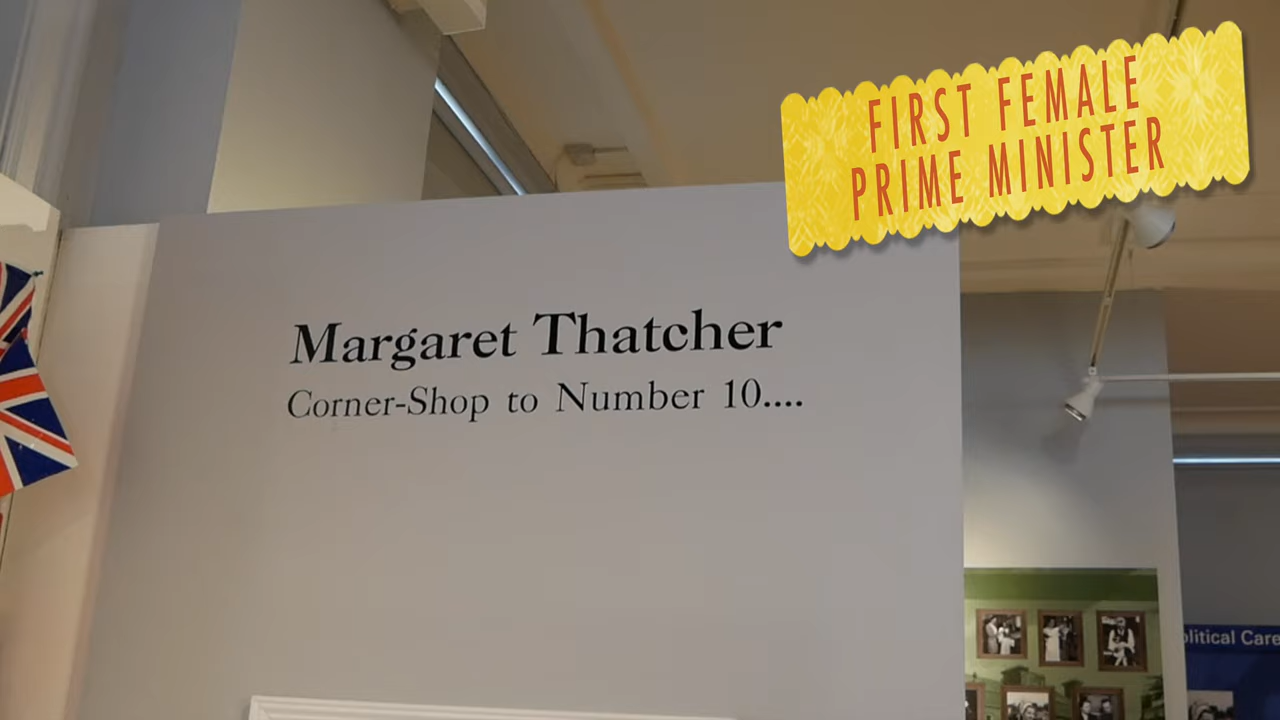 FIRST FEMALE
PRIME MINISTER
Margaret Thatcher
Corner-Shop to Number 10....
olitical Care